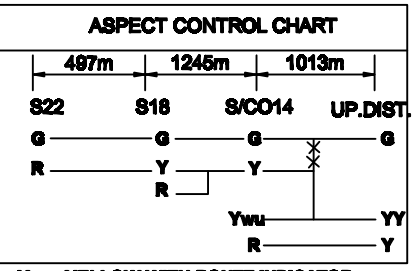 ASPECT CONTROL CHART
497m 1245m 1013m
S22 S18 S/CO14 UP.DIST.
G G G G
R Y Y
R
Ywu YY
R Y